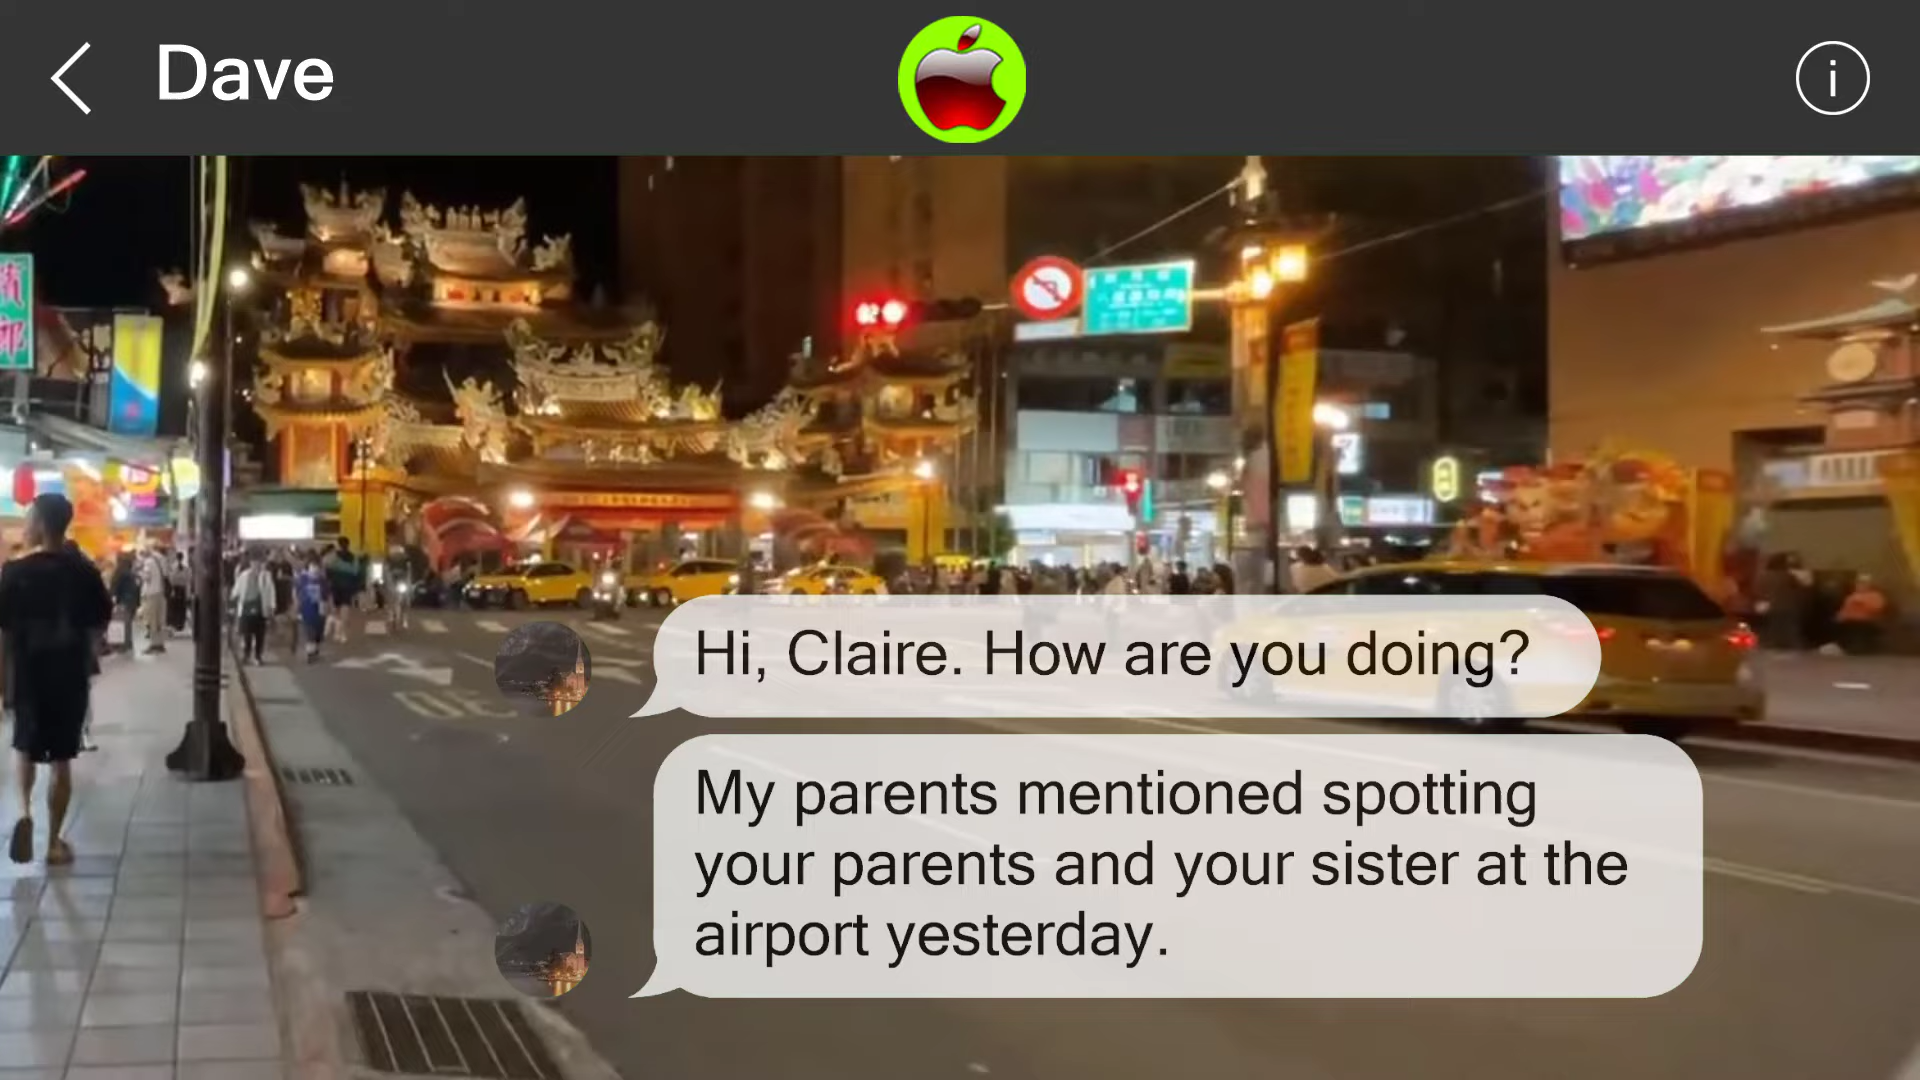 Dave
Hi, Claire. How are you doing?
My parents mentioned spotting
your parents and your sister at the
airport yesterday.